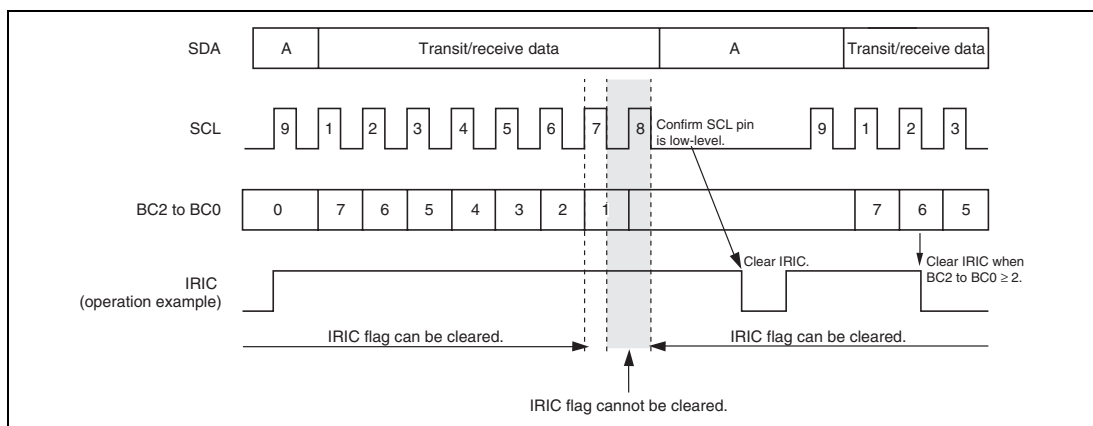 SDA A Transit/receive data A Transit/receive data
SCL 9 1 2 3 4 5 6 7 8 9 1 2 3
Confirm SCL pin
is low-level.
BC2 to BC0 0 7 6 5 4 3 2 1 7 6 5
IRIC
(operation example)
Clear IRIC.
Clear IRIC when
BC2 to BC0 ≥ 2.
IRIC flag can be cleared. IRIC flag can be cleared.
IRIC flag cannot be cleared.